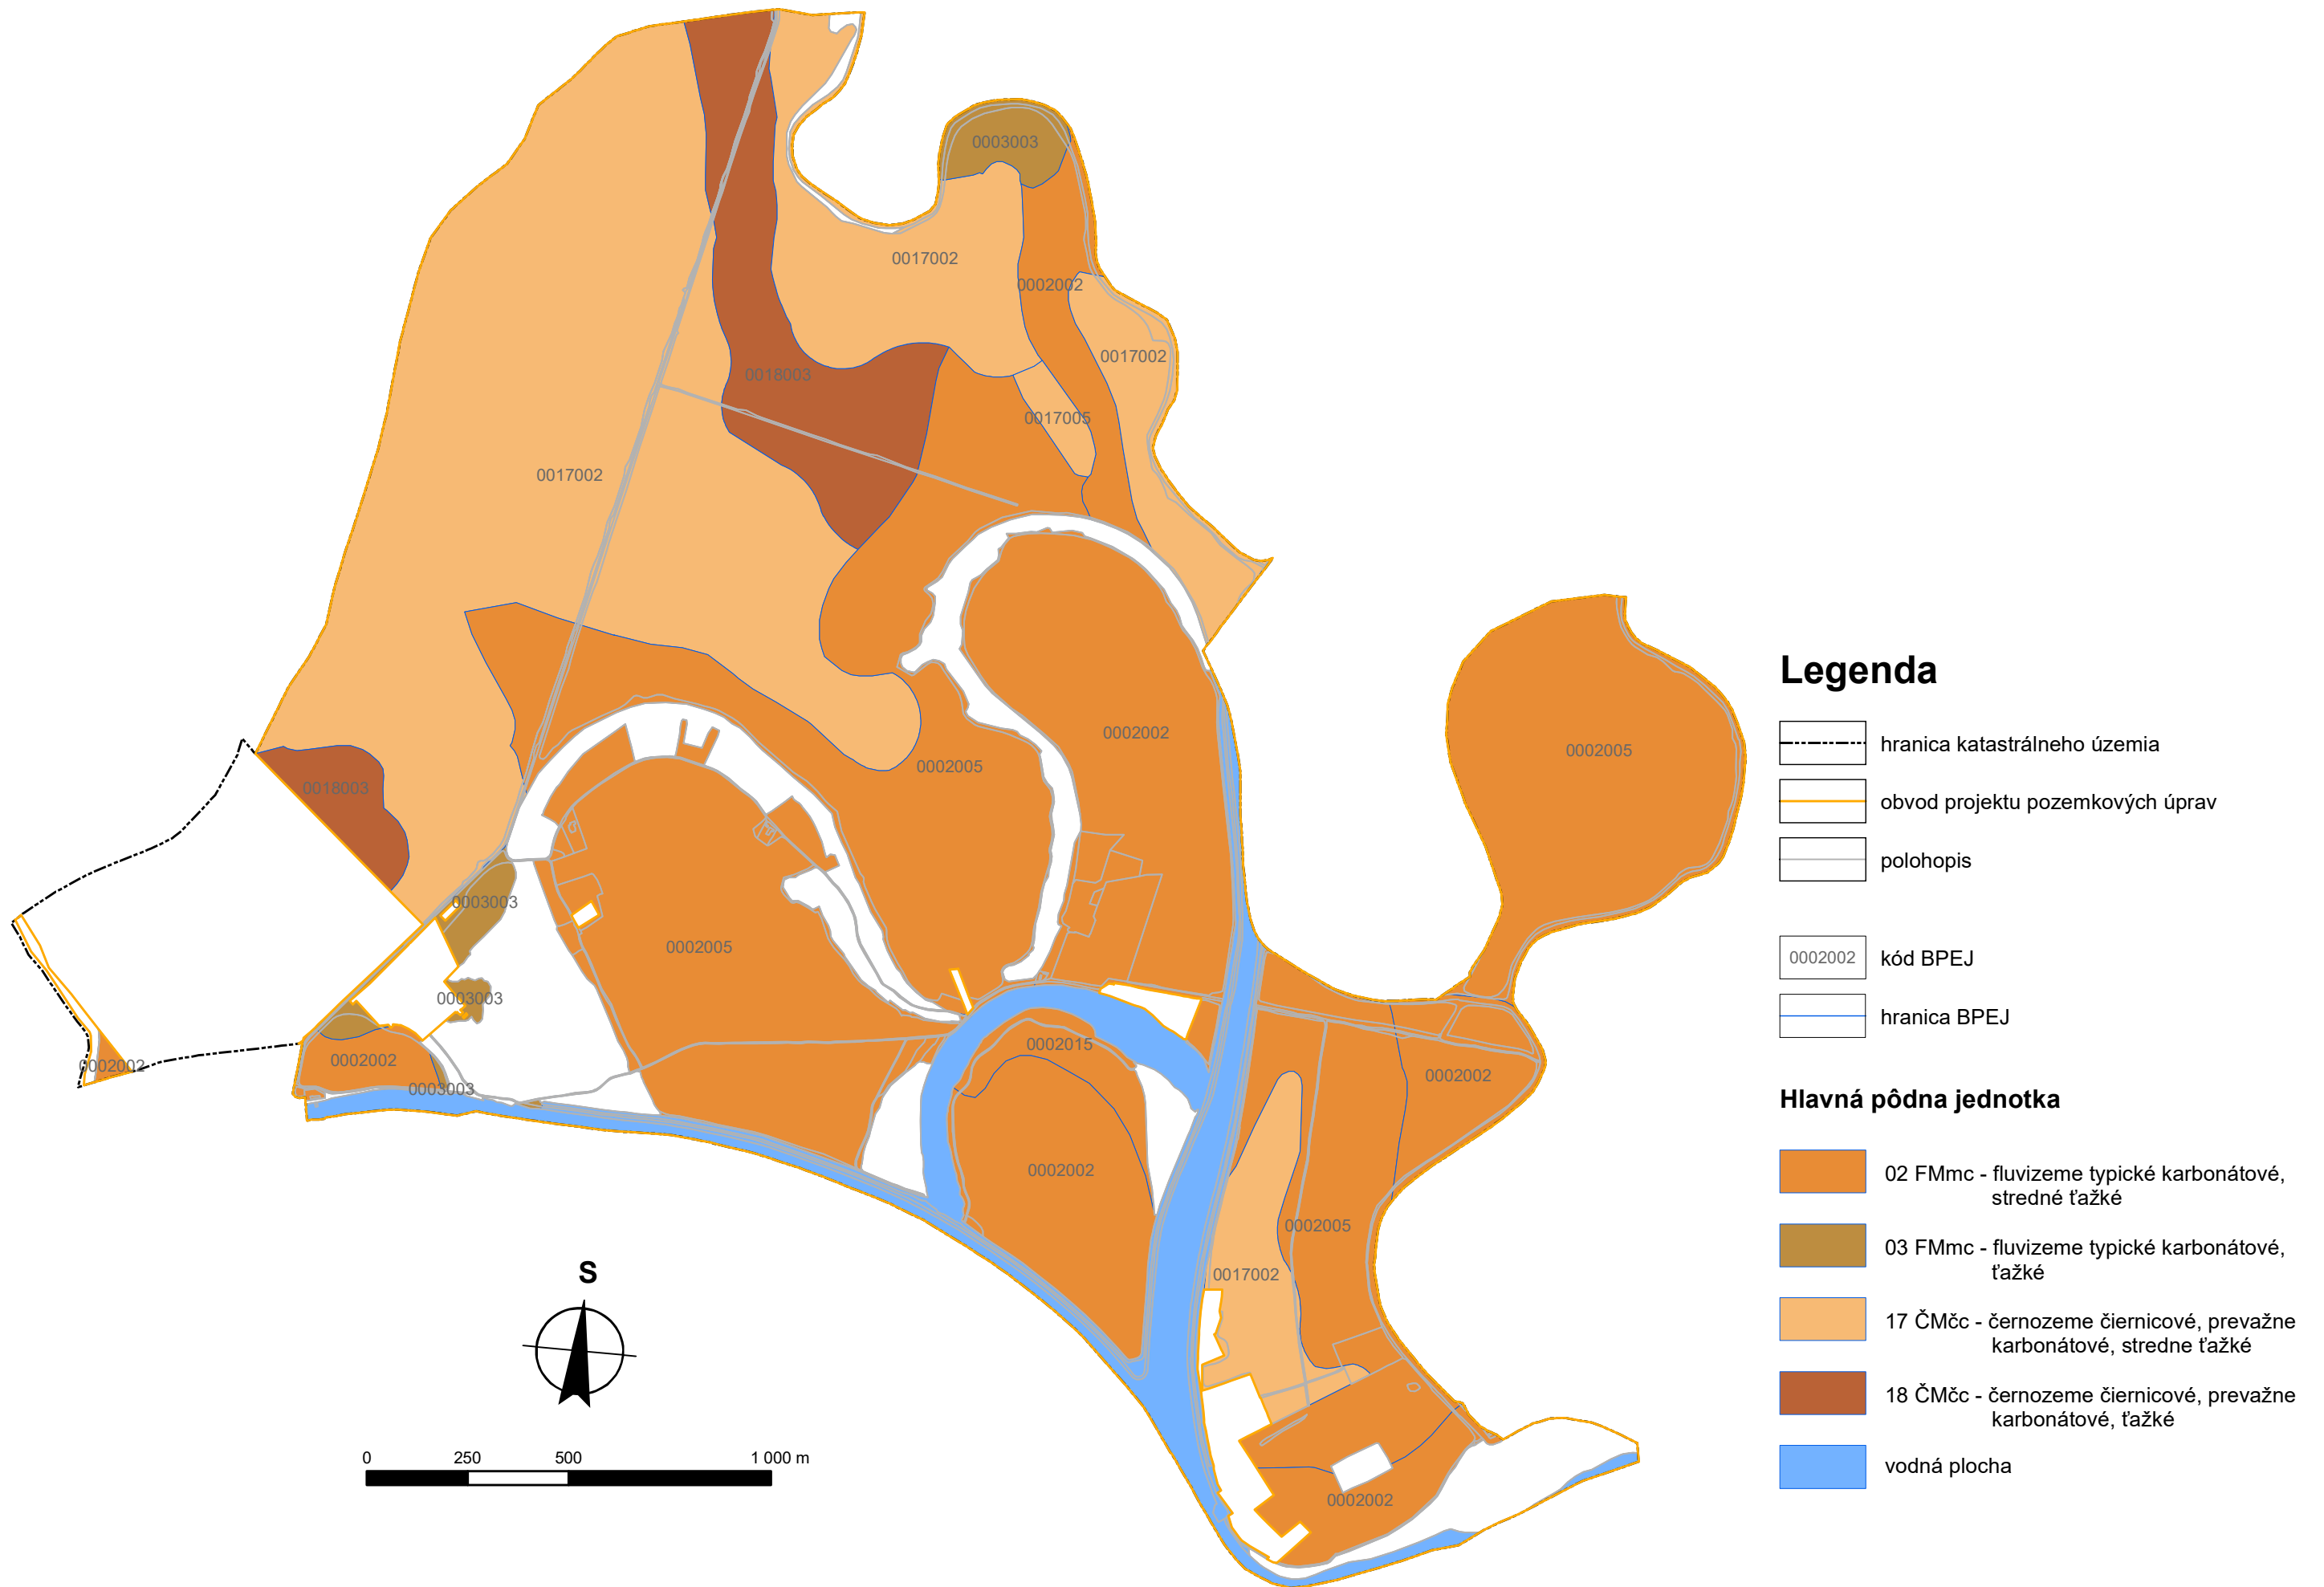 0003003
0017002
0002002
0017002
0018003
0017005
0017002
0002002
0002005
0002005
0018003
0003003
0002005
0003003
0002015
0002002
0002002
0002002
0003003
0002002
0002005
0017002
0002002
S
0 250 500 1 000 m
Legenda
hranica katastrálneho územia
obvod projektu pozemkových úprav
polohopis
0002002 kód BPEJ
hranica BPEJ
Hlavná pôdna jednotka
02 FMmc - fluvizeme typické karbonátové,
stredné ťažké
03 FMmc - fluvizeme typické karbonátové,
ťažké
17 ČMčc - černozeme čiernicové, prevažne
karbonátové, stredne ťažké
18 ČMčc - černozeme čiernicové, prevažne
karbonátové, ťažké
vodná plocha